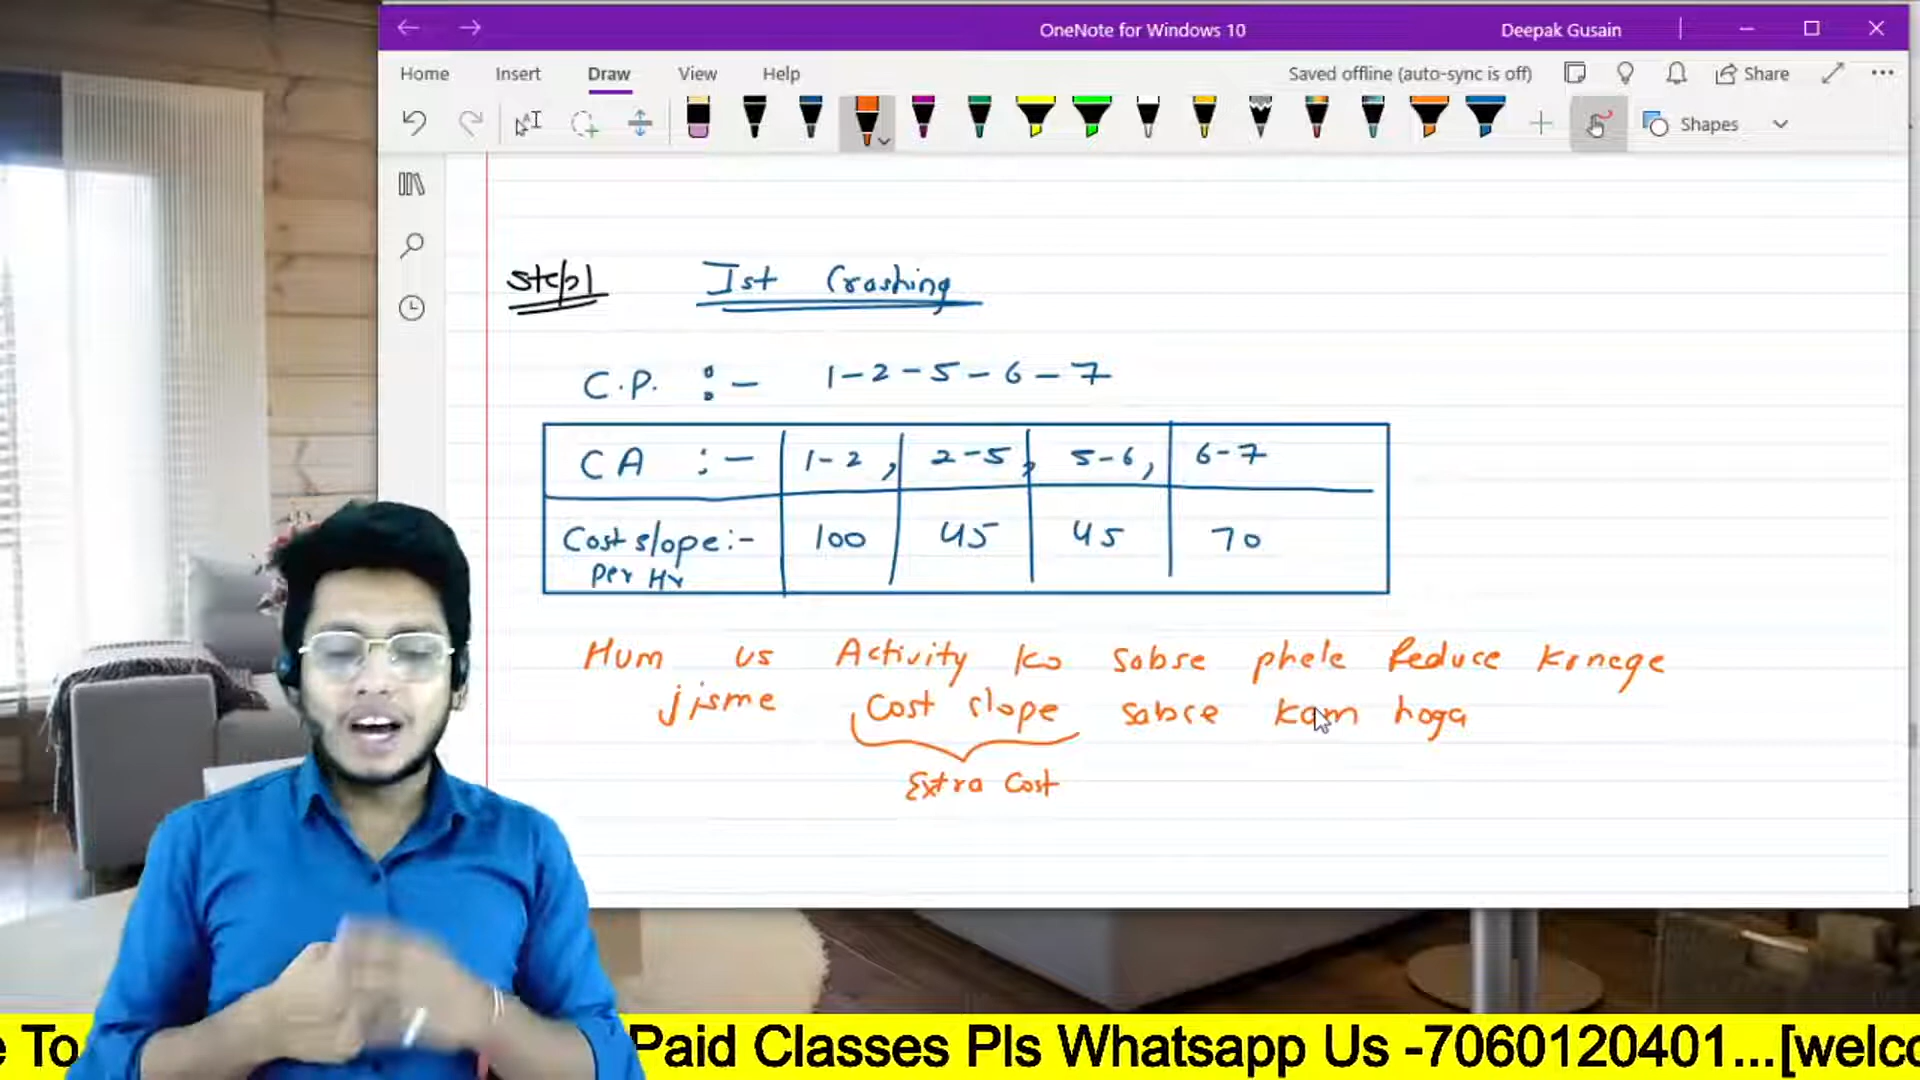 OneNote for Windows 10
Deepak Gusain
Home Insert Draw View Help
Saved offline (auto-sync is off)
Share
Shapes
Step1 Ist Crashing
C.P. :- 1-2-5-6-7
CA :- 1-2, 2-5, 5-6, 6-7
Cost slope:- 100 45 45 70
per Hr
Hum us Activity ko sabse phele Reduce krnege
jisme Cost slope sabse kam hoga
Extra Cost
e To Paid Classes Pls Whatsapp Us -7060120401...[welco